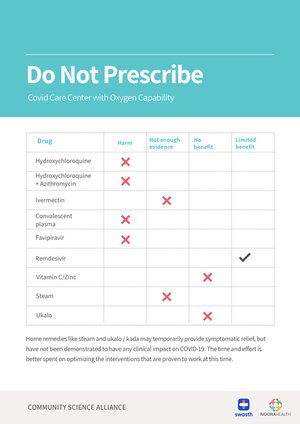 Do Not Prescribe
Covid Care Center with Oxygen Capability
Drug Harm Not enough evidence No benefit Limited benefit
Hydroxychloroquine
Hydroxychloroquine
+ Azithromycin
Ivermectin
Convalescent
plasma
Favipiravir
Remdesivir
Vitamin C/Zinc
Steam
Ukalo
Home remedies like steam and ukalo / kada may temporarily provide symptomatic relief, but
have not been demonstrated to have any clinical impact on COVID-19. The time and effort is
better spent on optimizing the interventions that are proven to work at this time.
COMMUNITY SCIENCE ALLIANCE
swasth
NOORAHEALTH